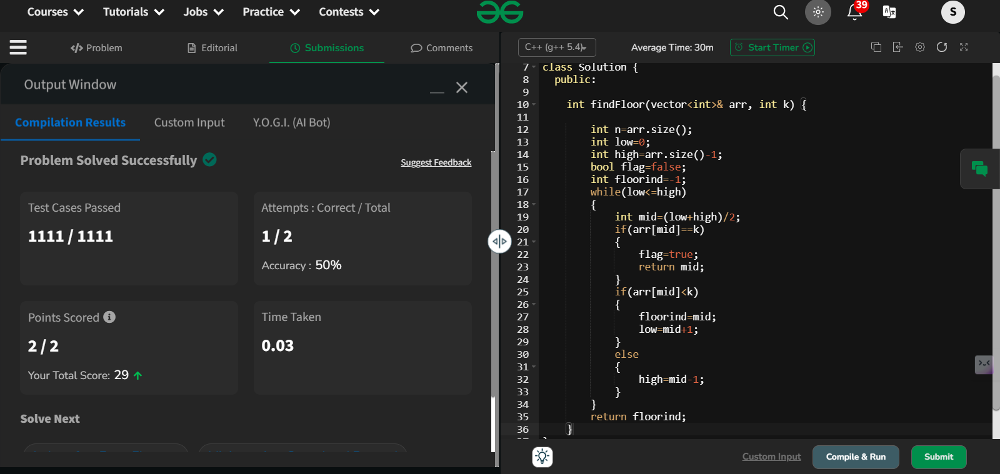 Courses Tutorials Jobs Practice Contests
39
S
Problem Editorial Submissions Comments
Output Window
Compilation Results Custom Input Y.O.G.I. (AI Bot)
Problem Solved Successfully
Suggest Feedback
Test Cases Passed
1111 / 1111
Attempts : Correct / Total
1 / 2
Accuracy : 50%
Points Scored
2 / 2
Your Total Score: 29
Time Taken
0.03
Solve Next
C++ (g++ 5.4) Average Time: 30m Start Timer
7 class Solution {
8 public:
9
10 int findFloor(vector<int>& arr, int k) {
11
12 int n=arr.size();
13 int low=0;
14 int high=arr.size()-1;
15 bool flag=false;
16 int floorind=-1;
17 while(low<=high)
18 {
19 int mid=(low+high)/2;
20 if(arr[mid]==k)
21 {
22 flag=true;
23 return mid;
24 }
25 if(arr[mid]<k)
26 {
27 floorind=mid;
28 low=mid+1;
29 }
30 else
31 {
32 high=mid-1;
33 }
34 }
35 return floorind;
36 }
Custom Input Compile & Run Submit